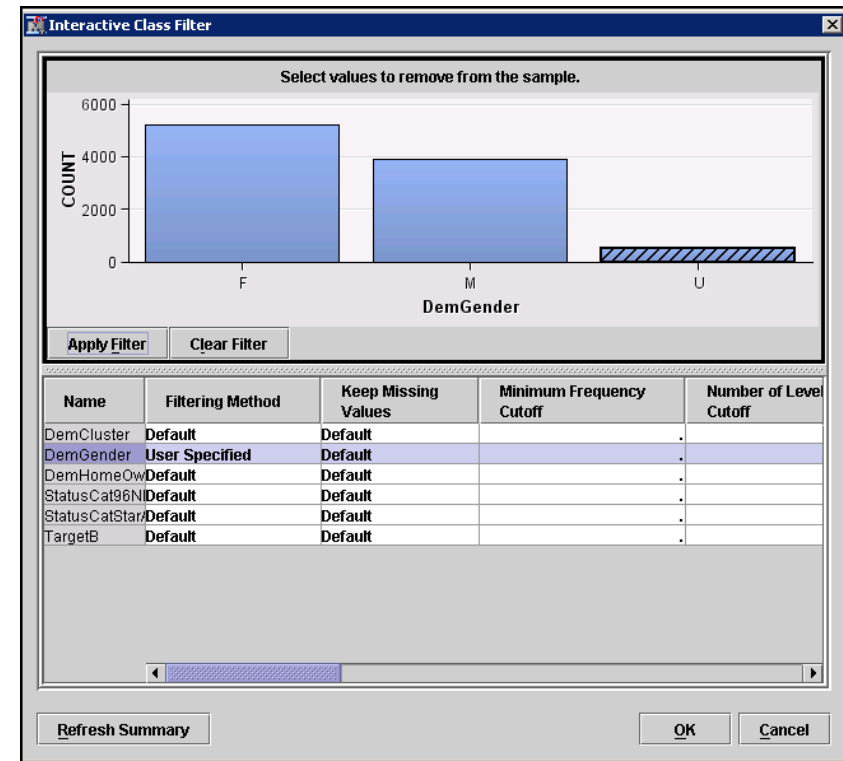 Interactive Class Filter
Select values to remove from the sample.
6000
4000
2000
0
COUNT
F M U
DemGender
Apply Filter Clear Filter
Name Filtering Method Keep Missing Values Minimum Frequency Cutoff Number of Level Cutoff
DemCluster Default Default .
DemGender User Specified Default .
DemHomeOw Default Default .
StatusCat96N Default Default .
StatusCatStar Default Default .
TargetB Default Default .
Refresh Summary OK Cancel